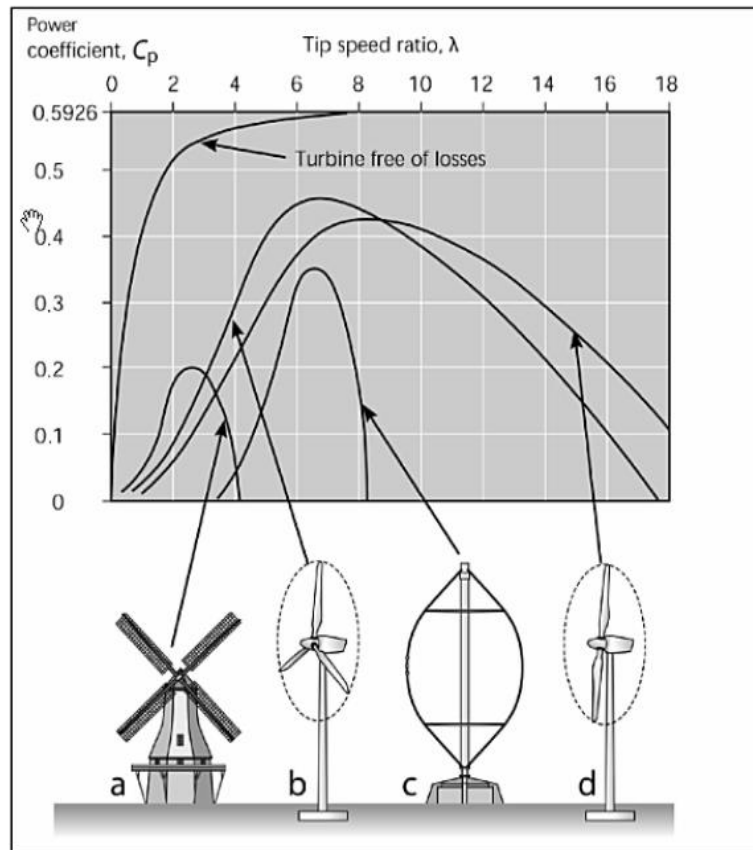 Power
coefficient, Cp
Tip speed ratio, λ
0 2 4 6 8 10 12 14 16 18
0.5926
Turbine free of losses
0.5
0.4
0.3
0.2
0.1
0
a b c d